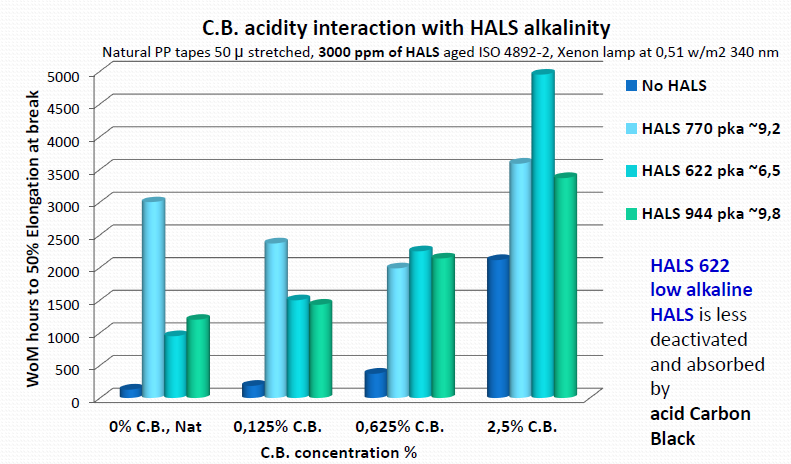 C.B. acidity interaction with HALS alkalinity
Natural PP tapes 50 µ stretched, 3000 ppm of HALS aged ISO 4892-2, Xenon lamp at 0,51 w/m2 340 nm
WoM hours to 50% Elongation at break
5000
4500
4000
3500
3000
2500
2000
1500
1000
500
0
0% C.B., Nat
0,125% C.B.
0,625% C.B.
2,5% C.B.
C.B. concentration %
No HALS
HALS 770 pka ~9,2
HALS 622 pka ~6,5
HALS 944 pka ~9,8
HALS 622
low alkaline
HALS is less
deactivated
and absorbed
by
acid Carbon
Black